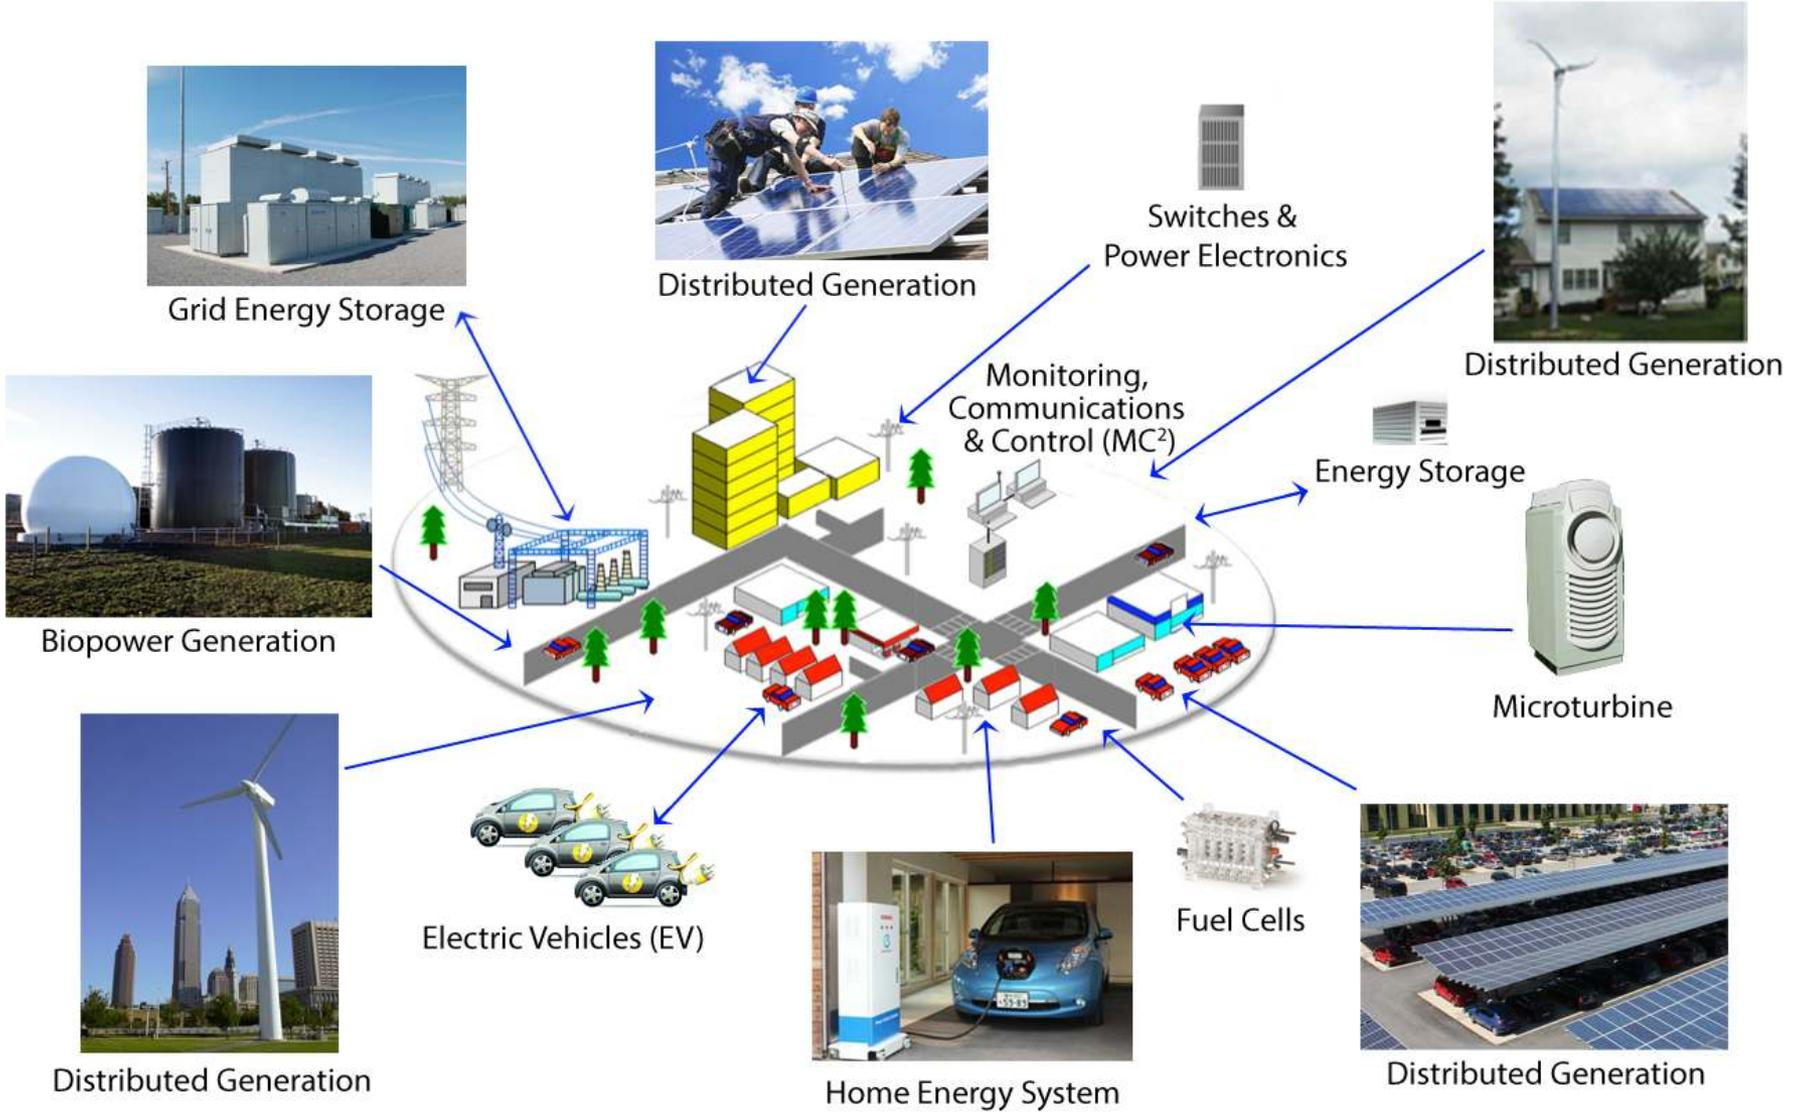 Grid Energy Storage
Distributed Generation
Switches &
Power Electronics
Distributed Generation
Monitoring,
Communications
& Control (MC²)
Energy Storage
Biopower Generation
Microturbine
Distributed Generation
Electric Vehicles (EV)
Home Energy System
Fuel Cells
Distributed Generation